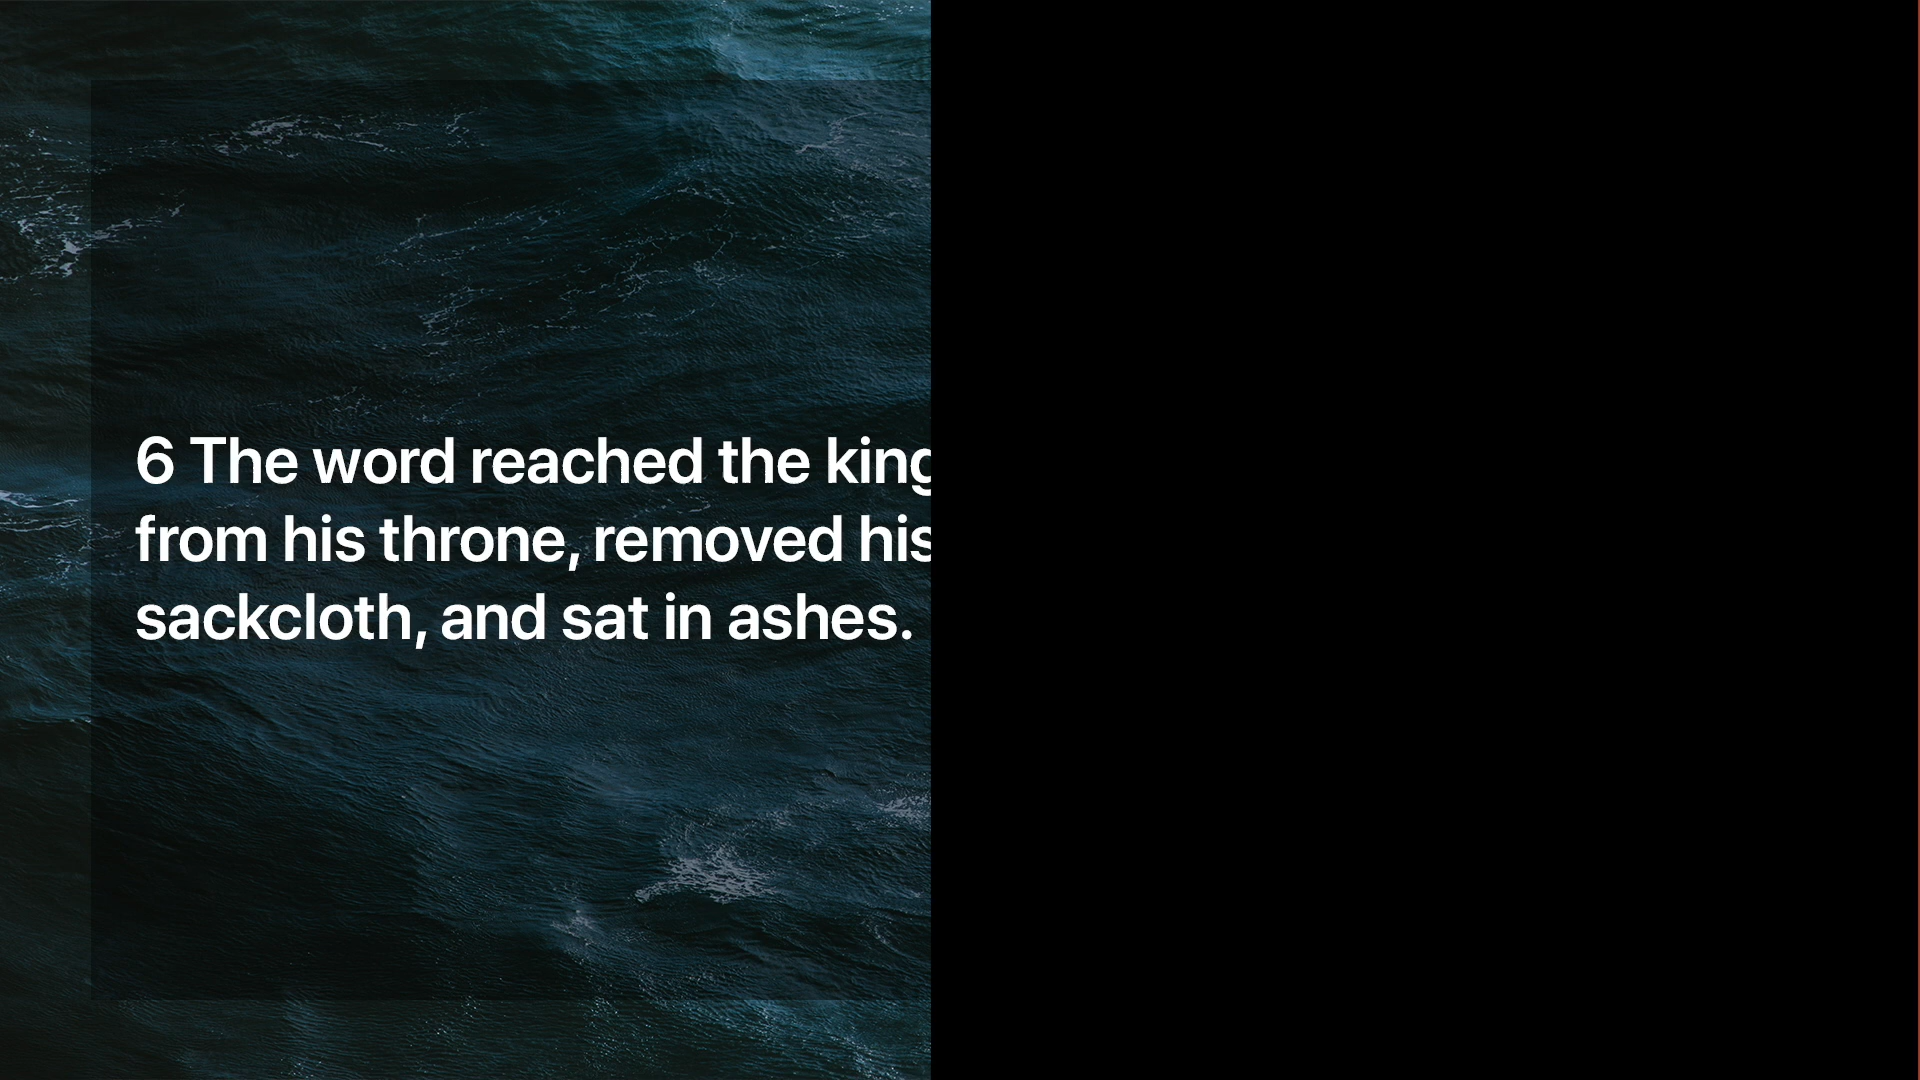 6 The word reached the king
from his throne, removed his
sackcloth, and sat in ashes.